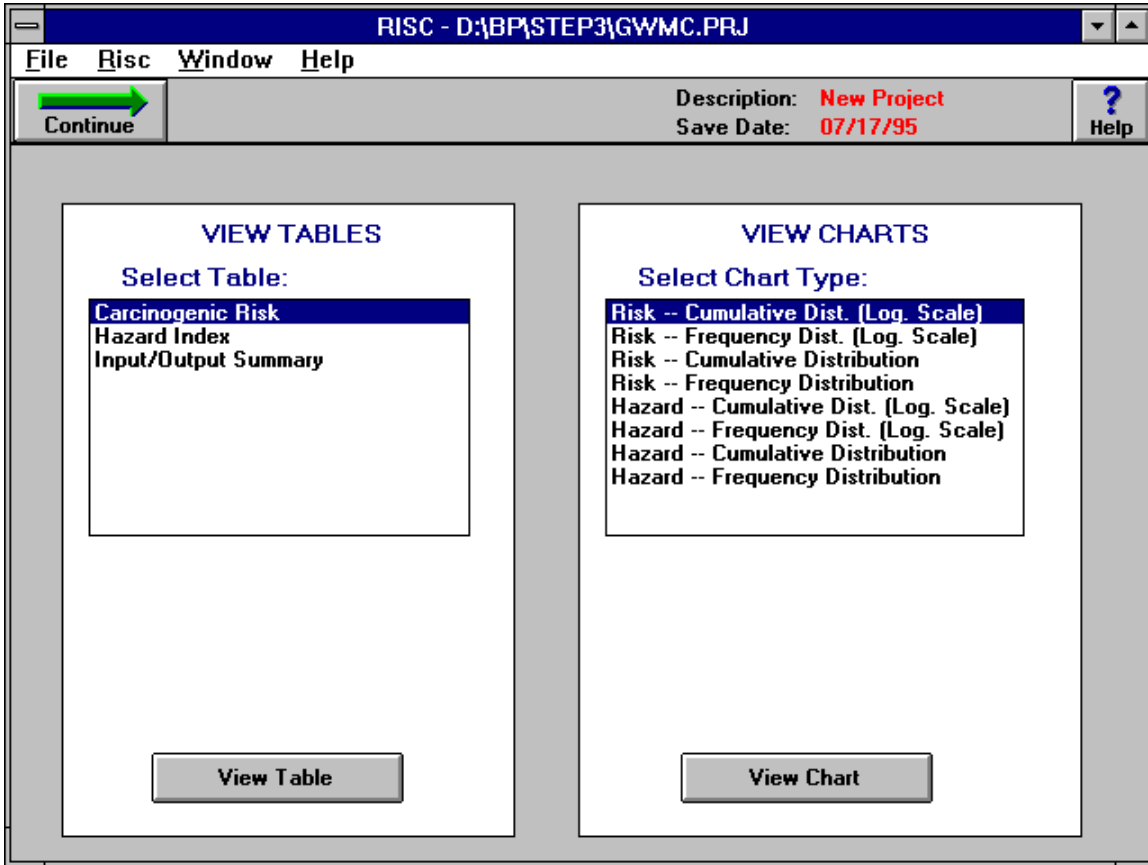 RISC - D:\BP\STEP3\GWMC.PRJ
File Risc Window Help
Continue
Description: New Project
Save Date: 07/17/95
?
Help
VIEW TABLES
Select Table:
Carcinogenic Risk
Hazard Index
Input/Output Summary
View Table
VIEW CHARTS
Select Chart Type:
Risk -- Cumulative Dist. (Log. Scale)
Risk -- Frequency Dist. (Log. Scale)
Risk -- Cumulative Distribution
Risk -- Frequency Distribution
Hazard -- Cumulative Dist. (Log. Scale)
Hazard -- Frequency Dist. (Log. Scale)
Hazard -- Cumulative Distribution
Hazard -- Frequency Distribution
View Chart